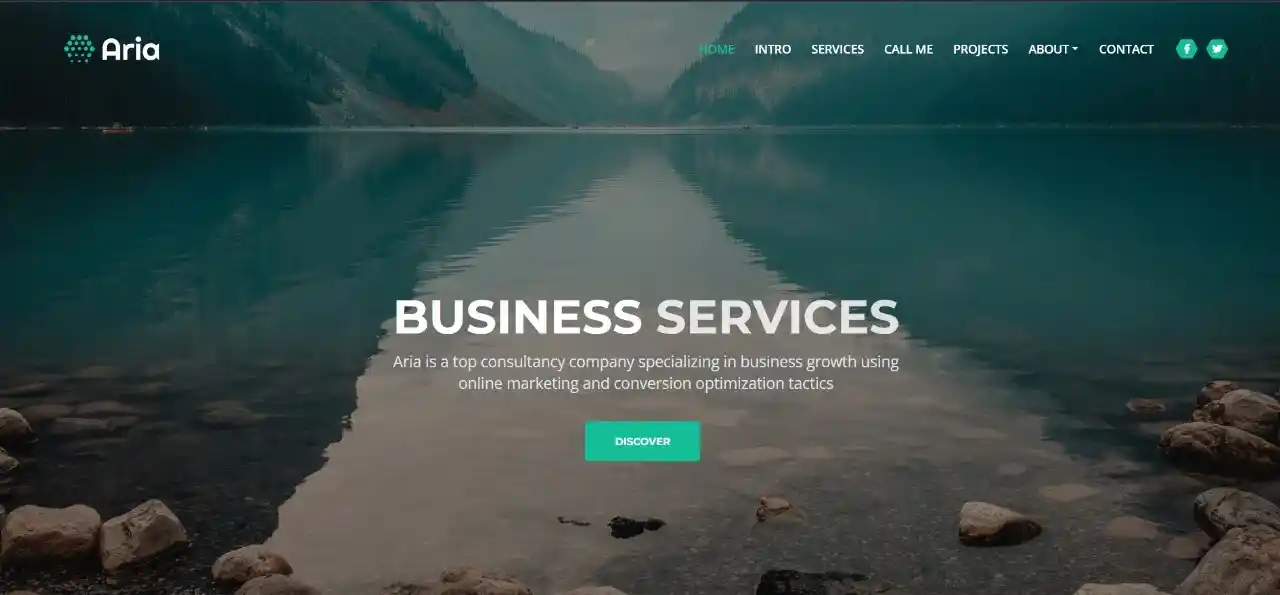 Aria
HOME INTRO SERVICES CALL ME PROJECTS ABOUT CONTACT
BUSINESS SERVICES
Aria is a top consultancy company specializing in business growth using
online marketing and conversion optimization tactics
DISCOVER